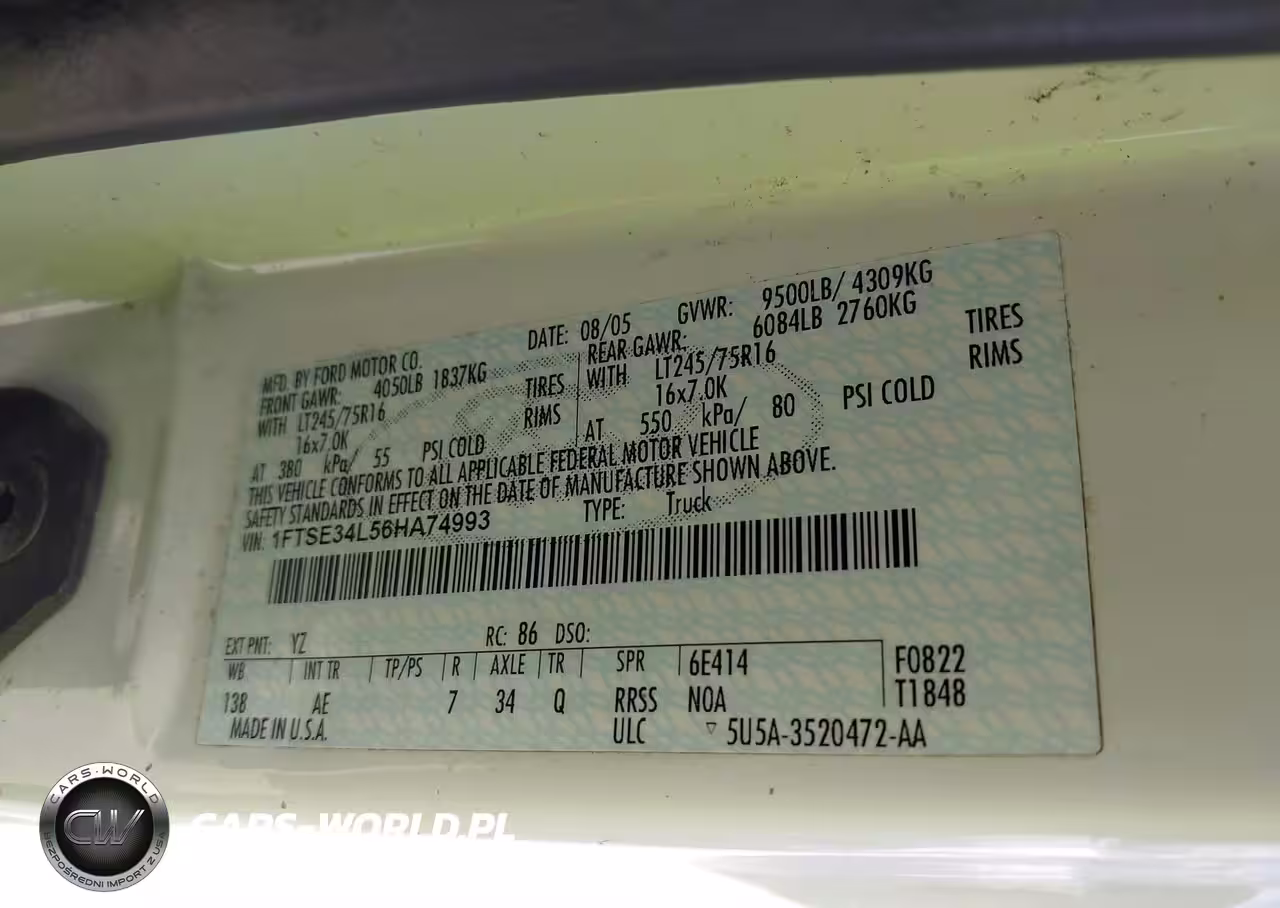 MFD. BY FORD MOTOR CO.
DATE: 08/05 GVWR: 9500LB/ 4309KG
FRONT GAWR: 4050LB 1837KG
REAR GAWR: 6084LB 2760KG
WITH LT245/75R16 TIRES
WITH LT245/75R16 TIRES
16x7.0K RIMS
16x7.0K RIMS
AT 380 kPa/ 55 PSI COLD
AT 550 kPa/ 80 PSI COLD
THIS VEHICLE CONFORMS TO ALL APPLICABLE FEDERAL MOTOR VEHICLE
SAFETY STANDARDS IN EFFECT ON THE DATE OF MANUFACTURE SHOWN ABOVE.
VIN: 1FTSE34L56HA74993 TYPE: Truck
EXT PNT: YZ RC: 86 DSO:
WB INT TR TP/PS R AXLE TR SPR 6E414 F0822
138 AE 7 34 Q RRSS NOA T1848
MADE IN U.S.A. ULC ▽ 5U5A-3520472-AA
CARS-WORLD
CW
BEZPOŚREDNI IMPORT Z USA
CARS-WORLD.PL